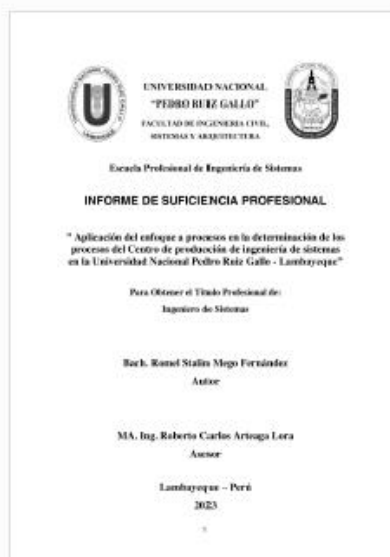 UNIVERSIDAD NACIONAL
"PEDRO RUIZ GALLO"
FACULTAD DE INGENIERIA CIVIL,
SISTEMAS Y ARQUITECTURA
Escuela Profesional de Ingeniería de Sistemas
INFORME DE SUFICIENCIA PROFESIONAL
" Aplicación del enfoque a procesos en la determinación de los
procesos del Centro de producción de ingeniería de sistemas
en la Universidad Nacional Pedro Ruiz Gallo - Lambayeque"
Para Obtener el Título Profesional de:
Ingeniero de Sistemas
Bach. Romel Stalin Mego Fernández
Autor
MA. Ing. Roberto Carlos Arteaga Lora
Asesor
Lambayeque – Perú
2023